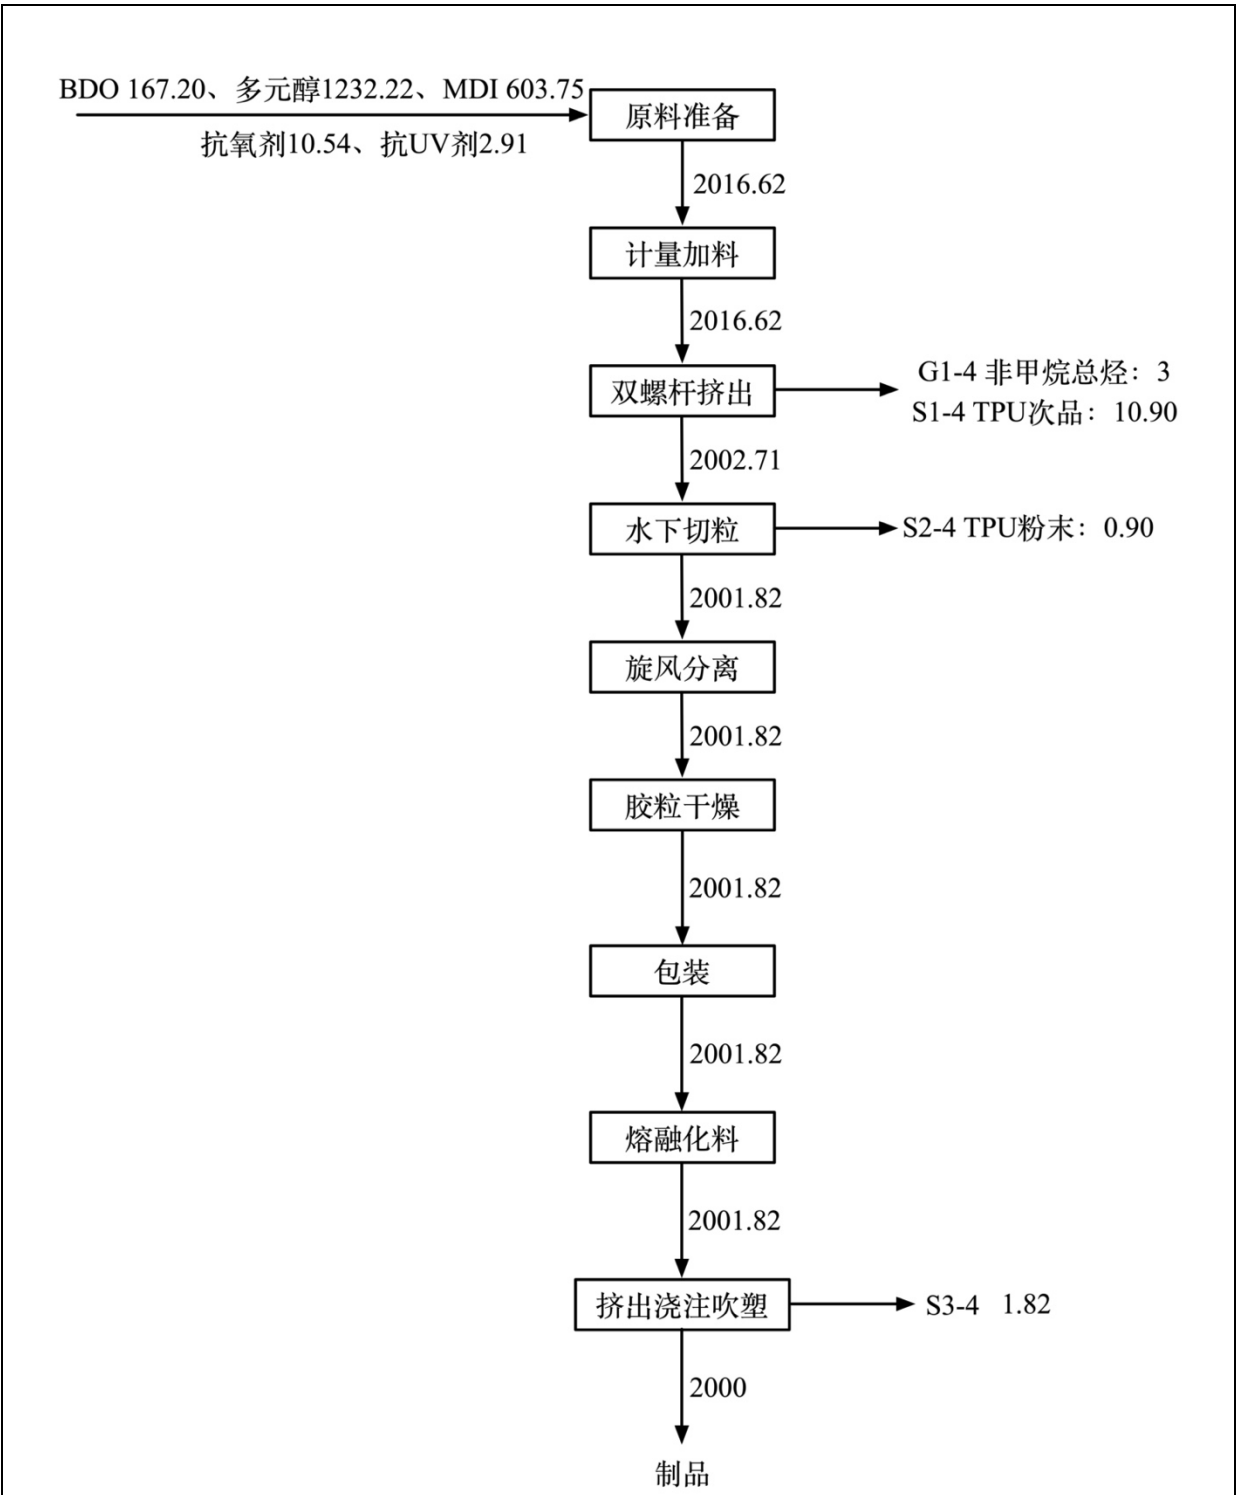 BDO 167.20、多元醇1232.22、MDI 603.75
抗氧剂10.54、抗UV剂2.91
原料准备
2016.62
计量加料
2016.62
双螺杆挤出
G1-4 非甲烷总烃：3
S1-4 TPU次品：10.90
2002.71
水下切粒
S2-4 TPU粉末：0.90
2001.82
旋风分离
2001.82
胶粒干燥
2001.82
包装
2001.82
熔融化料
2001.82
挤出浇注吹塑
S3-4 1.82
2000
制品